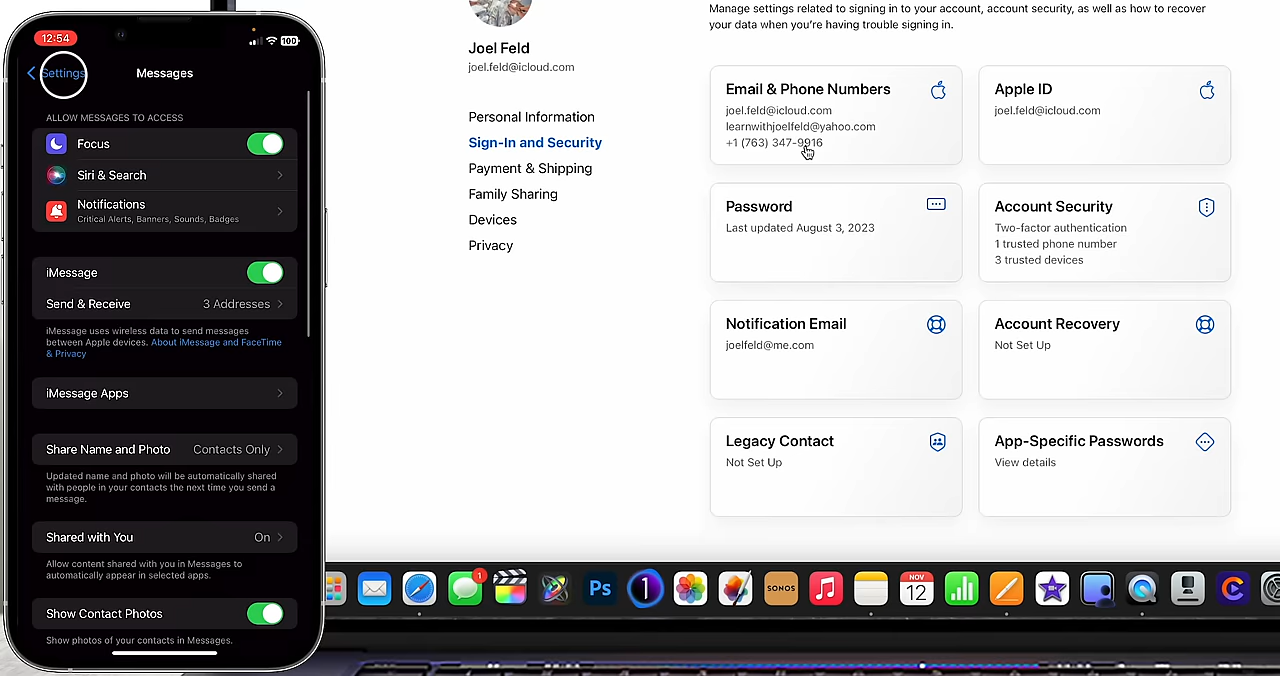 12:54
100
Settings
Messages
ALLOW MESSAGES TO ACCESS
Focus
Siri & Search
Notifications
Critical Alerts, Banners, Sounds, Badges
iMessage
Send & Receive 3 Addresses
iMessage uses wireless data to send messages
between Apple devices. About iMessage and FaceTime
& Privacy
iMessage Apps
Share Name and Photo Contacts Only
Updated name and photo will be automatically shared
with people in your contacts the next time you send a
message.
Shared with You On
Allow content shared with you in Messages to
automatically appear in selected apps.
Show Contact Photos
Show photos of your contacts in Messages.
Joel Feld
joel.feld@icloud.com
Personal Information
Sign-In and Security
Payment & Shipping
Family Sharing
Devices
Privacy
Manage settings related to signing in to your account, account security, as well as how to recover
your data when you're having trouble signing in.
Email & Phone Numbers
joel.feld@icloud.com
learnwithjoelfeld@yahoo.com
+1 (763) 347-9916
Apple ID
joel.feld@icloud.com
Password
Last updated August 3, 2023
Account Security
Two-factor authentication
1 trusted phone number
3 trusted devices
Notification Email
joelfeld@me.com
Account Recovery
Not Set Up
Legacy Contact
Not Set Up
App-Specific Passwords
View details
1
Ps
1
SONOS
NOV
12